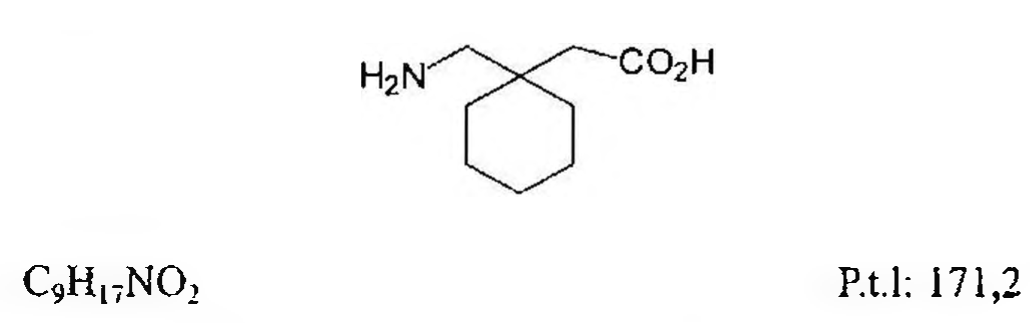 H₂N CO₂H
C₉H₁₇NO₂ P.t.l: 171,2